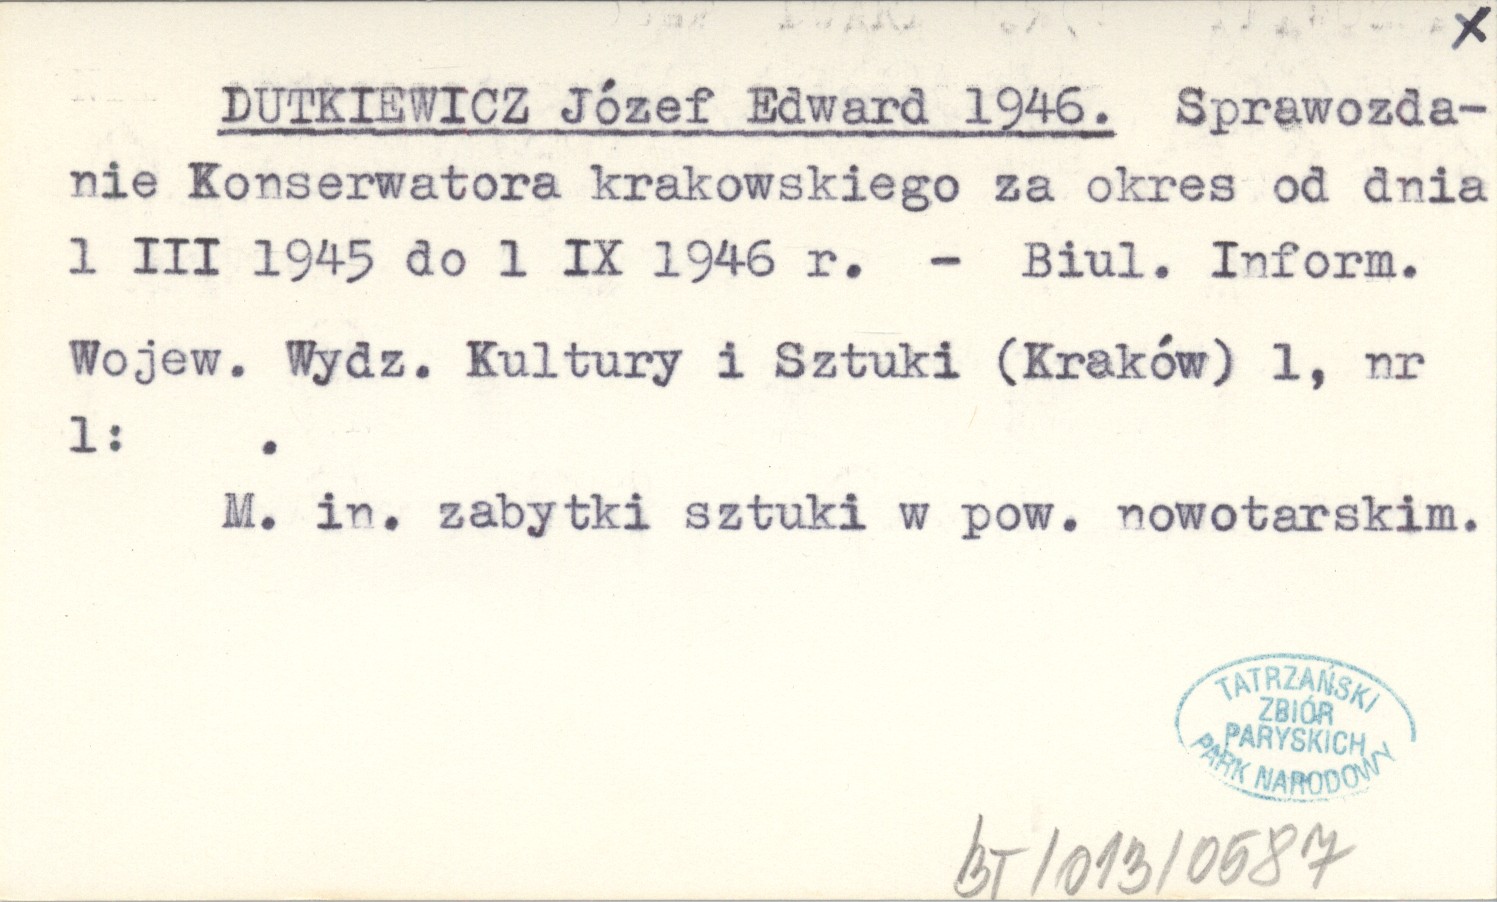 x
DUTKIEWICZ Józef Edward 1946. Sprawozda-
nie Konserwatora krakowskiego za okres od dnia
1 III 1945 do 1 IX 1946 r. - Biul. Inform.
Wojew. Wydz. Kultury i Sztuki (Kraków) 1, nr
1: .
M. in. zabytki sztuki w pow. nowotarskim.
TATRZAŃSKI
ZBIÓR
PARYSKICH
PARK NARODOWY
BT/013/0587